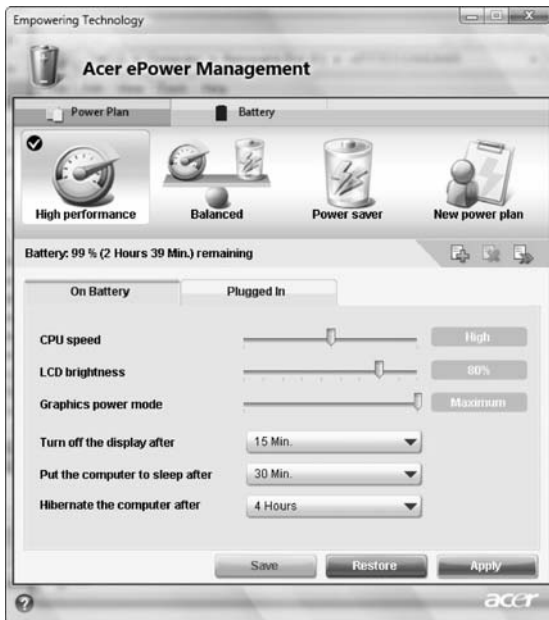 Empowering Technology
Acer ePower Management
Power Plan Battery
High performance Balanced Power saver New power plan
Battery: 99 % (2 Hours 39 Min.) remaining
On Battery Plugged In
CPU speed High
LCD brightness 80%
Graphics power mode Maximum
Turn off the display after 15 Min.
Put the computer to sleep after 30 Min.
Hibernate the computer after 4 Hours
Save Restore Apply
? acer